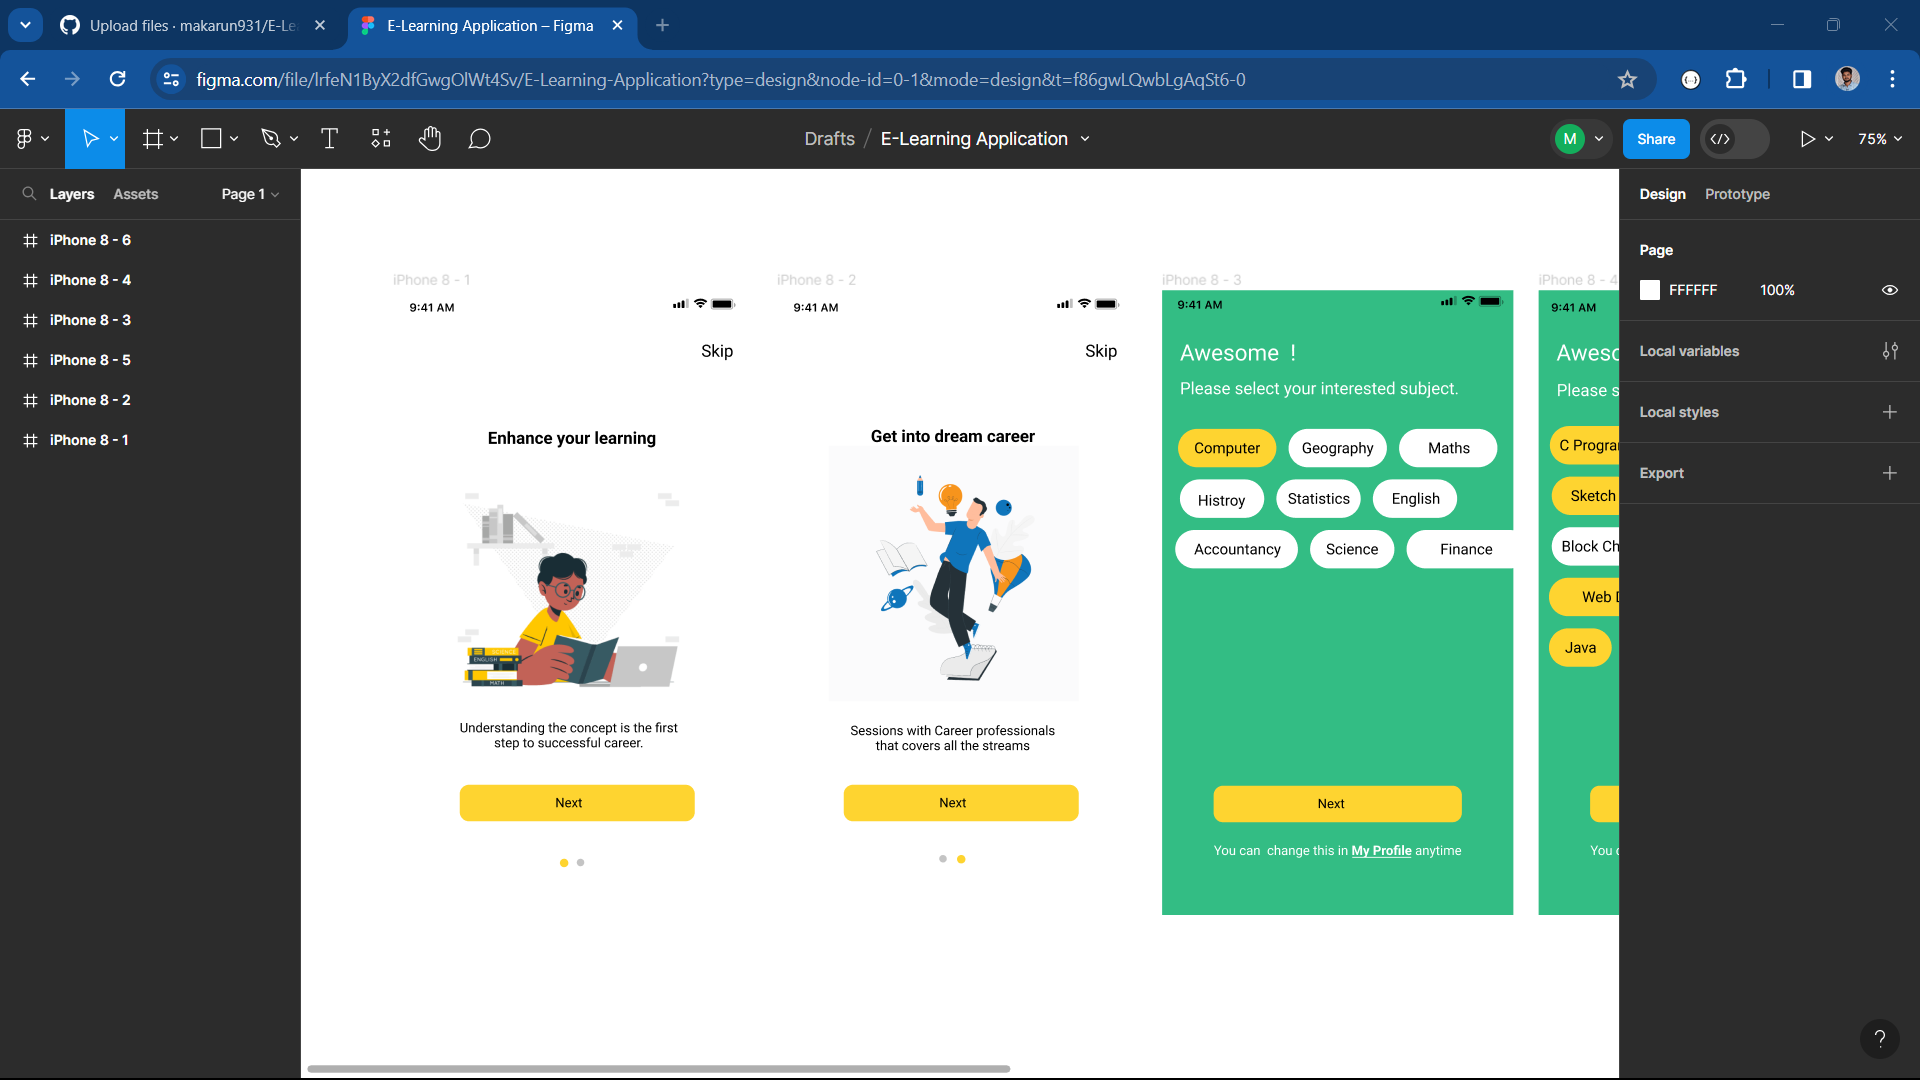 Upload files · makarun931/E-Le
E-Learning Application – Figma
figma.com/file/lrfeN1ByX2dfGwgOlWt4Sv/E-Learning-Application?type=design&node-id=0-1&mode=design&t=f86gwLQwbLgAqSt6-0
Drafts / E-Learning Application
M
Share
75%
Layers
Assets
Page 1
iPhone 8 - 6
iPhone 8 - 4
iPhone 8 - 3
iPhone 8 - 5
iPhone 8 - 2
iPhone 8 - 1
iPhone 8 - 1
9:41 AM
Skip
Enhance your learning
SCIENCE
ENGLISH
MATH
Understanding the concept is the first
step to successful career.
Next
iPhone 8 - 2
9:41 AM
Skip
Get into dream career
Sessions with Career professionals
that covers all the streams
Next
iPhone 8 - 3
9:41 AM
Awesome !
Please select your interested subject.
Computer
Geography
Maths
Histroy
Statistics
English
Accountancy
Science
Finance
Next
You can change this in My Profile anytime
iPhone 8 - 4
9:41 AM
Aweso
Please s
C Progra
Sketch
Block Ch
Web D
Java
You c
Design
Prototype
Page
FFFFFF
100%
Local variables
Local styles
Export
?